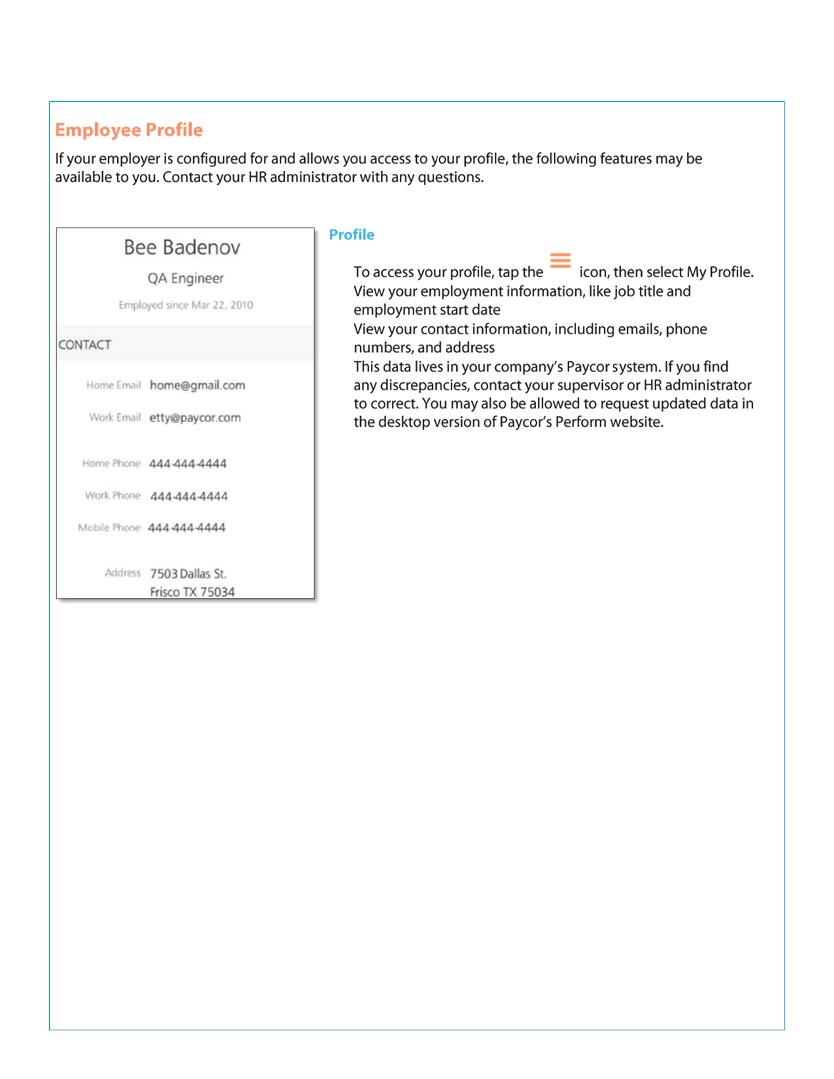 Employee Profile
If your employer is configured for and allows you access to your profile, the following features may be
available to you. Contact your HR administrator with any questions.
Bee Badenov
QA Engineer
Employed since Mar 22, 2010
CONTACT
Home Email home@gmail.com
Work Email etty@paycor.com
Home Phone 444-444-4444
Work Phone 444-444-4444
Mobile Phone 444-444-4444
Address 7503 Dallas St.
Frisco TX 75034
Profile
To access your profile, tap the icon, then select My Profile.
View your employment information, like job title and
employment start date
View your contact information, including emails, phone
numbers, and address
This data lives in your company’s Paycor system. If you find
any discrepancies, contact your supervisor or HR administrator
to correct. You may also be allowed to request updated data in
the desktop version of Paycor’s Perform website.